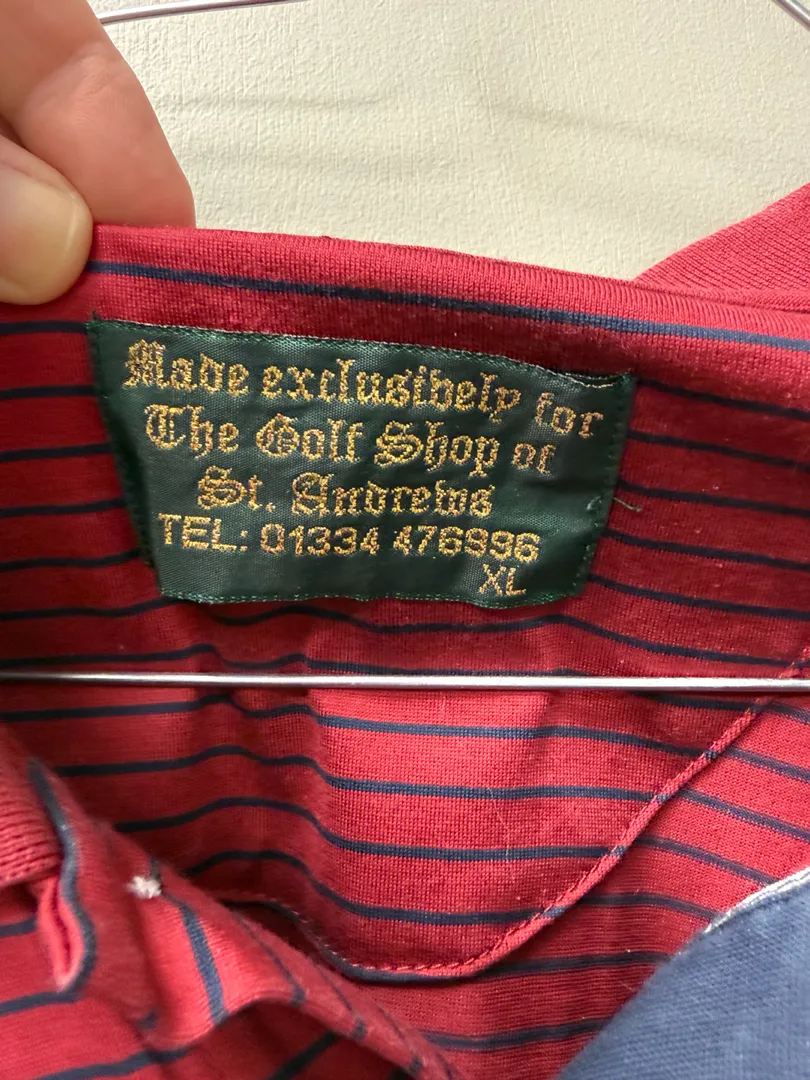 Made exclusively for
The Golf Shop of
St. Andrews
TEL: 01334 476996
XL